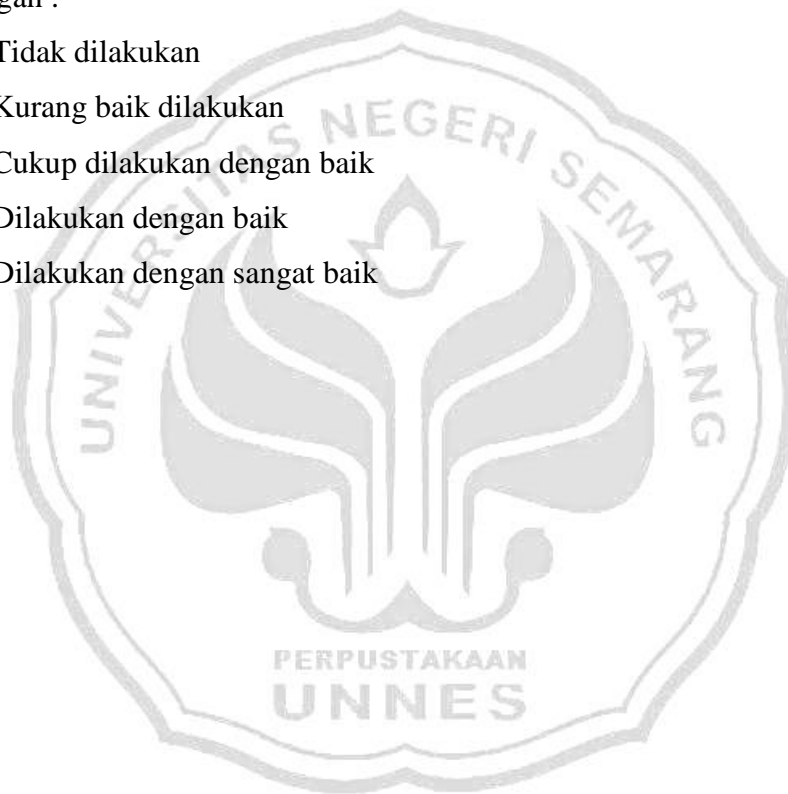 gan :
Tidak dilakukan
Kurang baik dilakukan
Cukup dilakukan dengan baik
Dilakukan dengan baik
Dilakukan dengan sangat baik
UNIVERSITAS NEGERI SEMARANG
PERPUSTAKAAN
UNNES